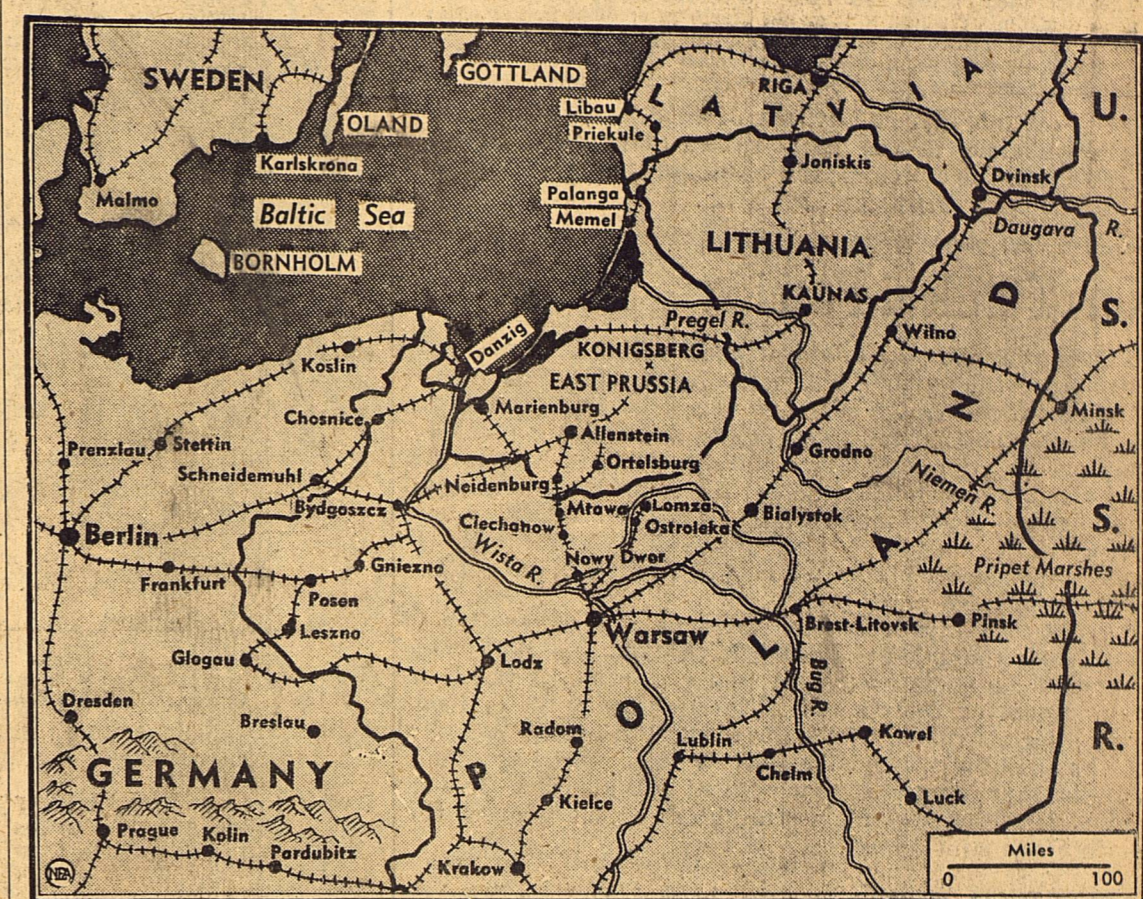 SWEDEN
GOTTLAND
OLAND
Karlskrona
Malmo
Baltic Sea
BORNHOLM
Libau
Priekule
Palanga
Memel
RIGA
LATVIA
Joniskis
Dvinsk
Daugava R.
LITHUANIA
KAUNAS
Pregel R.
Wilno
U.
S.
S.
R.
Danzig
KONIGSBERG
x
EAST PRUSSIA
Koslin
Chosnice
Marienburg
Allenstein
Ortelsburg
Prenzlau
Stettin
Schneidemuhl
Neidenburg
Bydgoszcz
Mtawa
Lomza
Ostroleka
Ciechanow
Nowy Dwor
Wista R.
Grodno
Bialystok
Niemen R.
Minsk
Pripet Marshes
Berlin
Frankfurt
Gniezno
Posen
Leszno
Glogau
Warsaw
Brest-Litovsk
Pinsk
Lodz
Bug R.
Dresden
Breslau
Radom
Lublin
Chelm
Kowel
Luck
GERMANY
POLAND
Kielce
Prague
Kolin
Pardubitz
Krakow
NEA
Miles
0 100